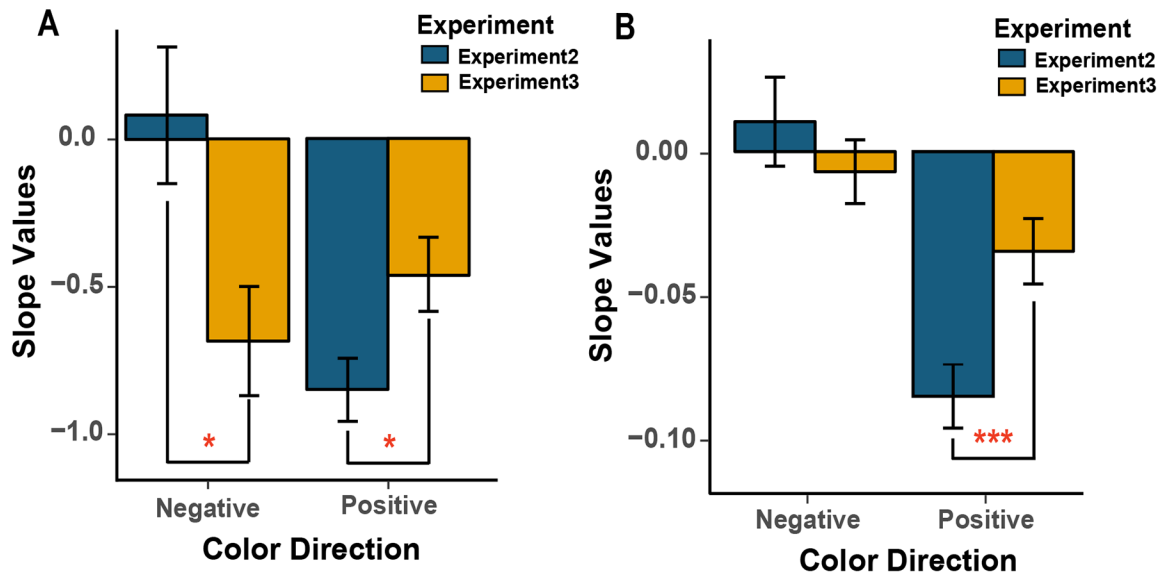 A
Experiment
Experiment2
Experiment3
0.0
−0.5
−1.0
Slope Values
*
*
Negative
Positive
Color Direction
B
Experiment
Experiment2
Experiment3
0.00
−0.05
−0.10
Slope Values
***
Negative
Positive
Color Direction